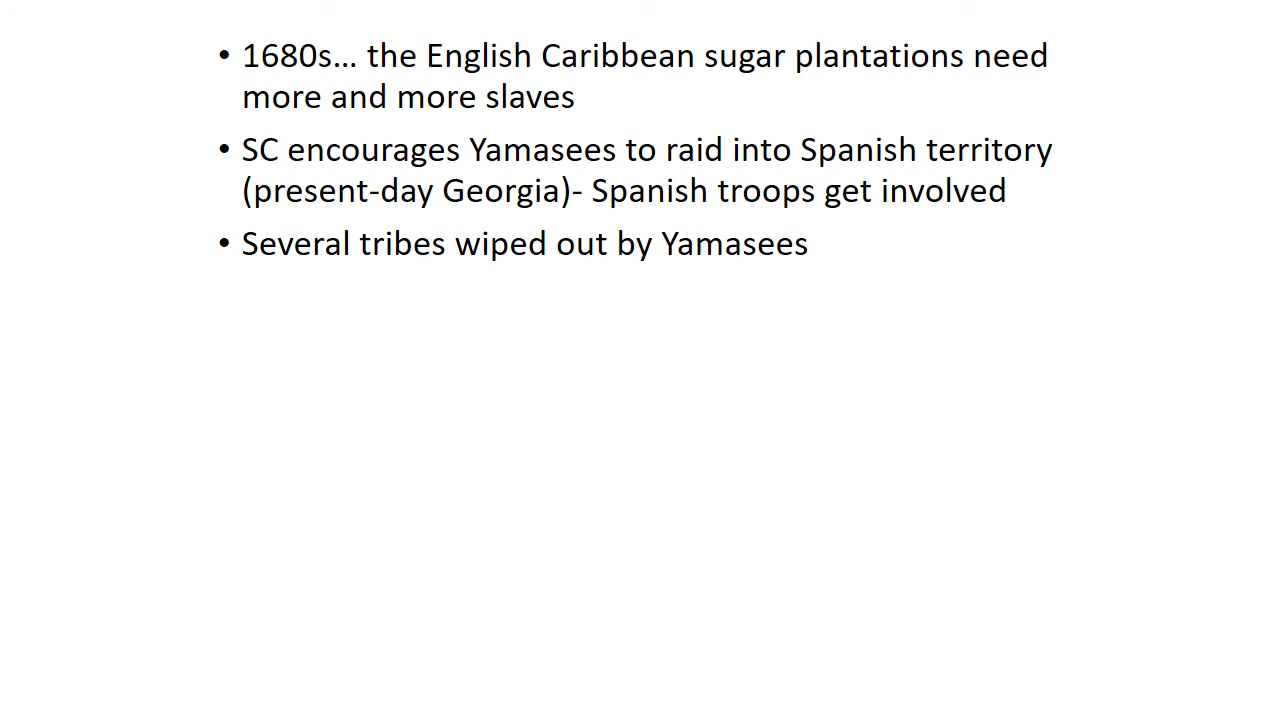 • 1680s… the English Caribbean sugar plantations need
more and more slaves
• SC encourages Yamasees to raid into Spanish territory
(present-day Georgia)- Spanish troops get involved
• Several tribes wiped out by Yamasees